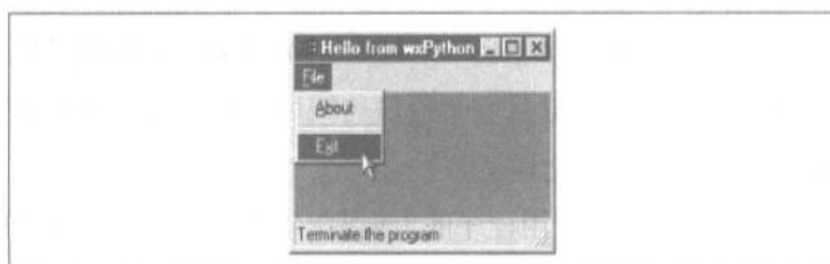 Hello from wxPython
File
About
Exit
Terminate the program